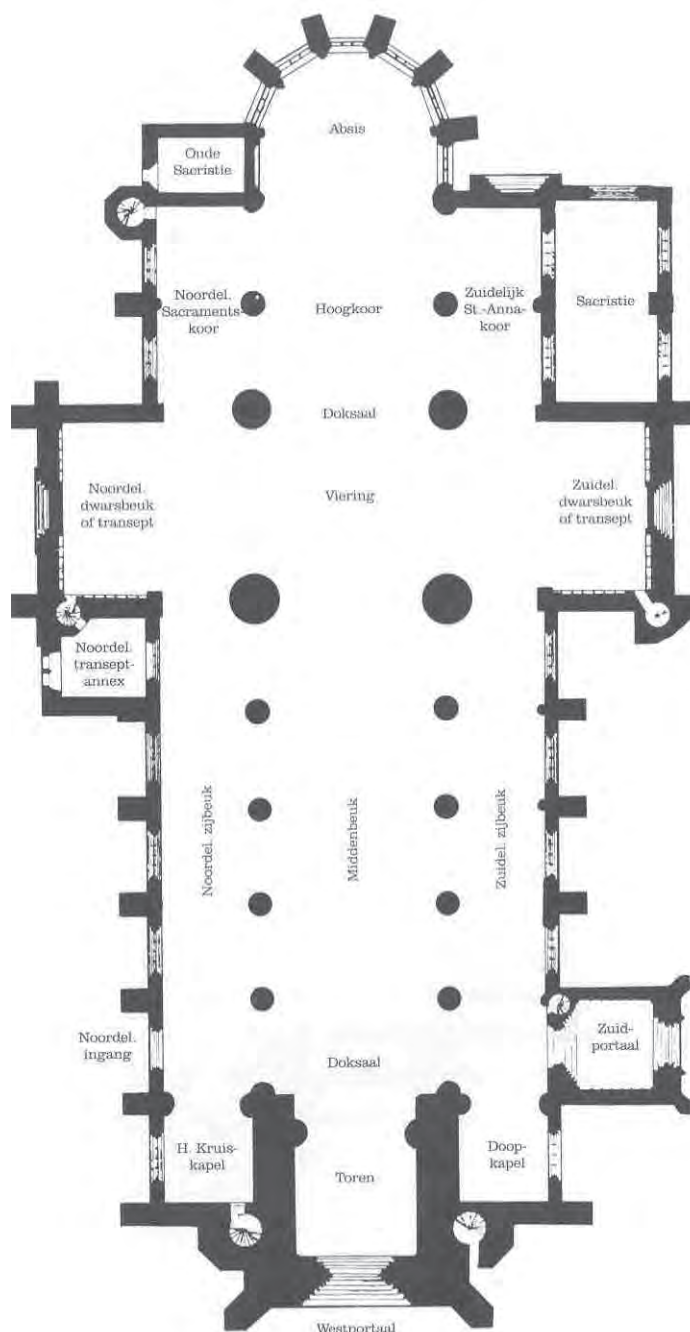 Absis
Oude
Sacristie
Noordel.
Sacraments-
koor
Hoogkoor
Zuidelijk
St.-Anna-
koor
Sacristie
Doksaal
Noordel.
dwarsbeuk
of transept
Viering
Zuidel.
dwarsbeuk
of transept
Noordel.
transept-
annex
Noordel. zijbeuk
Middenbeuk
Zuidel. zijbeuk
Noordel.
ingang
Doksaal
Zuid-
portaal
H. Kruis-
kapel
Toren
Doop-
kapel
Westportaal